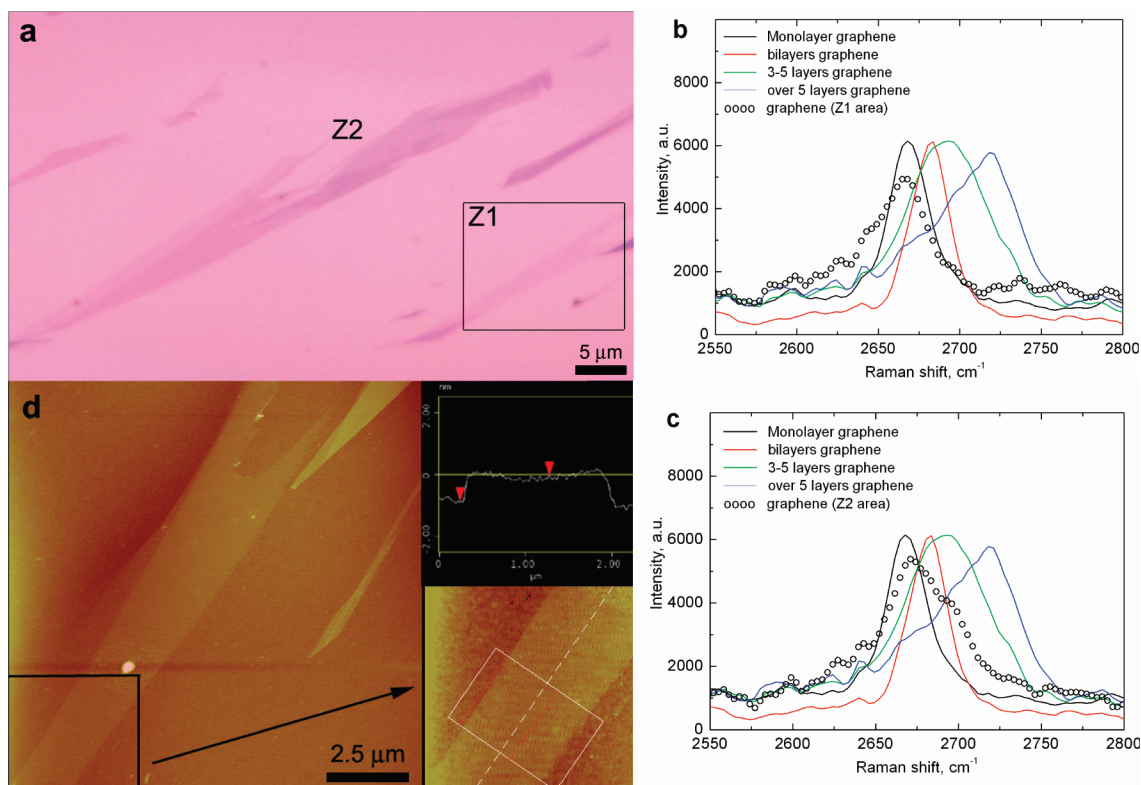 a
Z2
Z1
5 μm
b
Monolayer graphene
bilayers graphene
3-5 layers graphene
over 5 layers graphene
graphene (Z1 area)
8000
6000
4000
2000
0
Intensity, a.u.
2550 2600 2650 2700 2750 2800
Raman shift, cm-1
d
2.5 μm
nm
2.00
0
-2.00
0 1.00 2.00
μm
c
Monolayer graphene
bilayers graphene
3-5 layers graphene
over 5 layers graphene
graphene (Z2 area)
8000
6000
4000
2000
0
Intensity, a.u.
2550 2600 2650 2700 2750 2800
Raman shift, cm-1